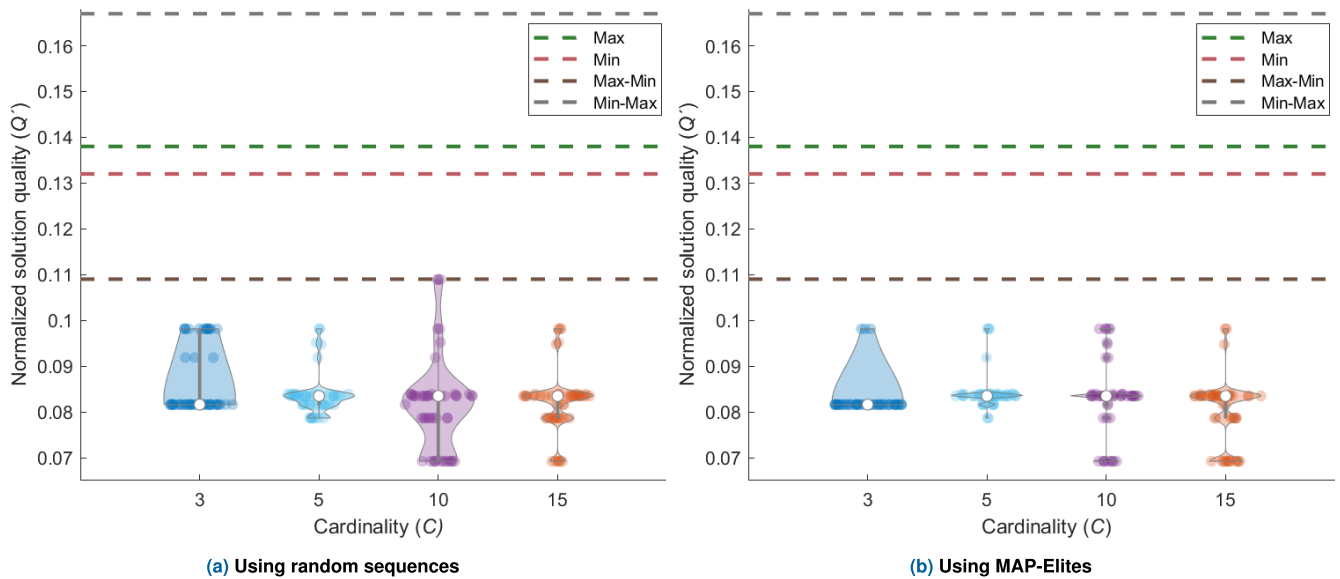 Normalized solution quality (Q´)
0.16
0.15
0.14
0.13
0.12
0.11
0.1
0.09
0.08
0.07
Max
Min
Max-Min
Min-Max
3
5
10
15
Cardinality (C)
(a) Using random sequences
Normalized solution quality (Q´)
0.16
0.15
0.14
0.13
0.12
0.11
0.1
0.09
0.08
0.07
Max
Min
Max-Min
Min-Max
3
5
10
15
Cardinality (C)
(b) Using MAP-Elites